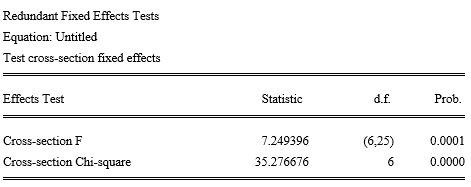 Redundant Fixed Effects Tests
Equation: Untitled
Test cross-section fixed effects
Effects Test Statistic d.f. Prob.
Cross-section F 7.249396 (6,25) 0.0001
Cross-section Chi-square 35.276676 6 0.0000